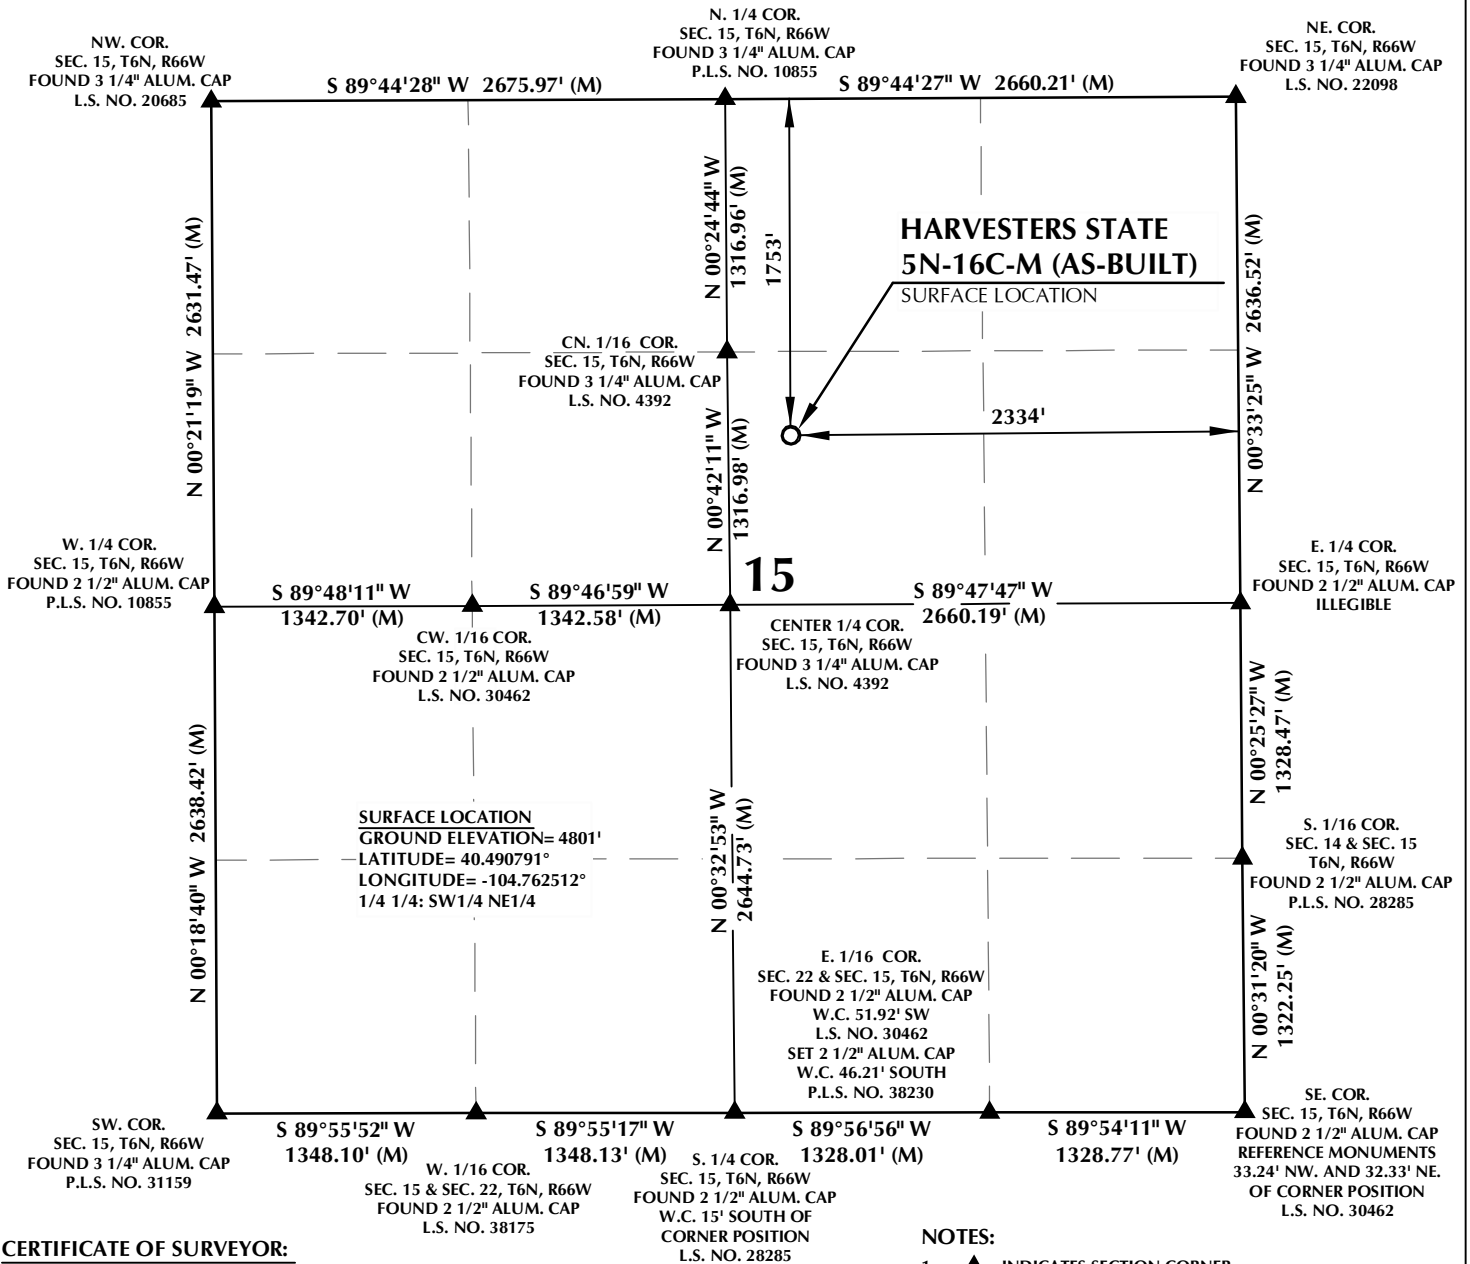 NW. COR.
SEC. 15, T6N, R66W
FOUND 3 1/4" ALUM. CAP
L.S. NO. 20685
N. 1/4 COR.
SEC. 15, T6N, R66W
FOUND 3 1/4" ALUM. CAP
P.L.S. NO. 10855
NE. COR.
SEC. 15, T6N, R66W
FOUND 3 1/4" ALUM. CAP
L.S. NO. 22098
S 89°44'28" W 2675.97' (M)
S 89°44'27" W 2660.21' (M)
N 00°21'19" W 2631.47' (M)
N 00°24'44" W
1316.96' (M)
1753'
HARVESTERS STATE
5N-16C-M (AS-BUILT)
SURFACE LOCATION
N 00°33'25" W 2636.52' (M)
CN. 1/16 COR.
SEC. 15, T6N, R66W
FOUND 3 1/4" ALUM. CAP
L.S. NO. 4392
2334'
N 00°42'11" W
1316.98' (M)
W. 1/4 COR.
SEC. 15, T6N, R66W
FOUND 2 1/2" ALUM. CAP
P.L.S. NO. 10855
15
E. 1/4 COR.
SEC. 15, T6N, R66W
FOUND 2 1/2" ALUM. CAP
ILLEGIBLE
S 89°48'11" W
1342.70' (M)
S 89°46'59" W
1342.58' (M)
S 89°47'47" W
2660.19' (M)
CW. 1/16 COR.
SEC. 15, T6N, R66W
FOUND 2 1/2" ALUM. CAP
L.S. NO. 30462
CENTER 1/4 COR.
SEC. 15, T6N, R66W
FOUND 3 1/4" ALUM. CAP
L.S. NO. 4392
N 00°25'27" W
1328.47' (M)
N 00°18'40" W 2638.42' (M)
SURFACE LOCATION
GROUND ELEVATION= 4801'
LATITUDE= 40.490791°
LONGITUDE= -104.762512°
1/4 1/4: SW1/4 NE1/4
N 00°32'53" W
2644.73' (M)
S. 1/16 COR.
SEC. 14 & SEC. 15
T6N, R66W
FOUND 2 1/2" ALUM. CAP
P.L.S. NO. 28285
E. 1/16 COR.
SEC. 22 & SEC. 15, T6N, R66W
FOUND 2 1/2" ALUM. CAP
W.C. 51.92' SW
L.S. NO. 30462
SET 2 1/2" ALUM. CAP
W.C. 46.21' SOUTH
P.L.S. NO. 38230
N 00°31'20" W
1322.25' (M)
SW. COR.
SEC. 15, T6N, R66W
FOUND 3 1/4" ALUM. CAP
P.L.S. NO. 31159
S 89°55'52" W
1348.10' (M)
S 89°55'17" W
1348.13' (M)
S 89°56'56" W
1328.01' (M)
S 89°54'11" W
1328.77' (M)
SE. COR.
SEC. 15, T6N, R66W
FOUND 2 1/2" ALUM. CAP
REFERENCE MONUMENTS
33.24' NW. AND 32.33' NE.
OF CORNER POSITION
L.S. NO. 30462
W. 1/16 COR.
SEC. 15 & SEC. 22, T6N, R66W
FOUND 2 1/2" ALUM. CAP
L.S. NO. 38175
S. 1/4 COR.
SEC. 15, T6N, R66W
FOUND 2 1/2" ALUM. CAP
W.C. 15' SOUTH OF
CORNER POSITION
L.S. NO. 28285
CERTIFICATE OF SURVEYOR:
NOTES:
INDICATES SECTION CORNER